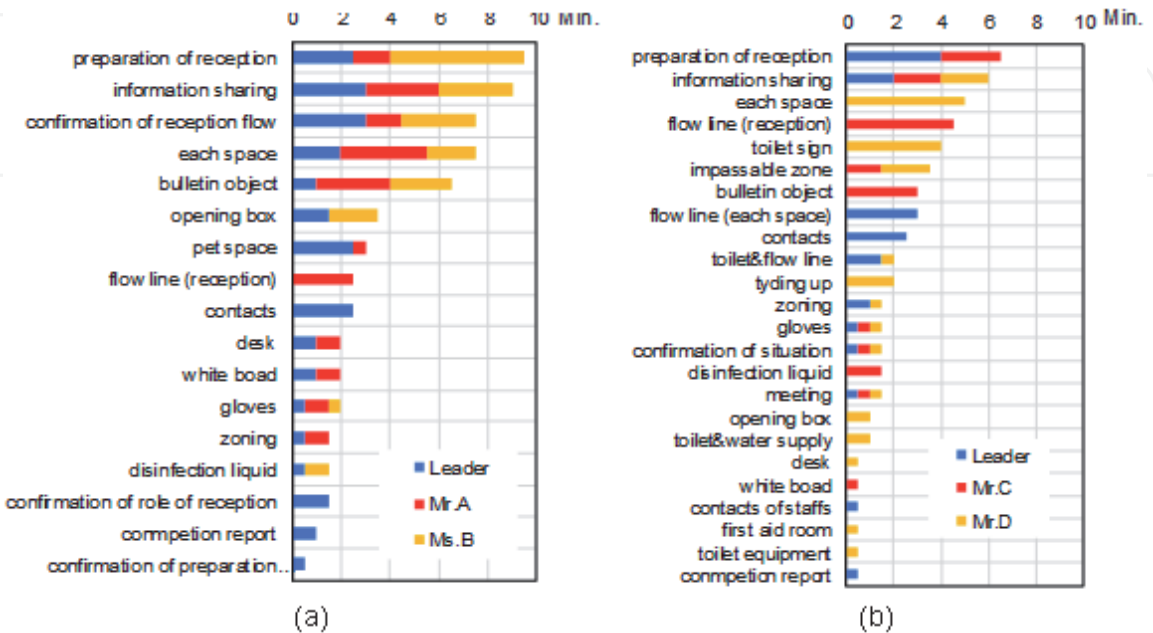 0 2 4 6 8 10 Min.
preparation of reception
information sharing
confirmation of reception flow
each space
bulletin object
opening box
pet space
flow line (reception)
contacts
desk
white boad
gloves
zoning
disinfection liquid
confirmation of role of reception
conmpetion report
confirmation of preparation..
Leader
Mr.A
Ms.B
(a)
0 2 4 6 8 10 Min.
preparation of reception
information sharing
each space
flow line (reception)
toilet sign
impassable zone
bulletin object
flow line (each space)
contacts
toilet&flow line
tyding up
zoning
gloves
confirmation of situation
disinfection liquid
meeting
opening box
toilet&water supply
desk
white boad
contacts of staffs
first aid room
toilet equipment
conmpetion report
Leader
Mr.C
Mr.D
(b)